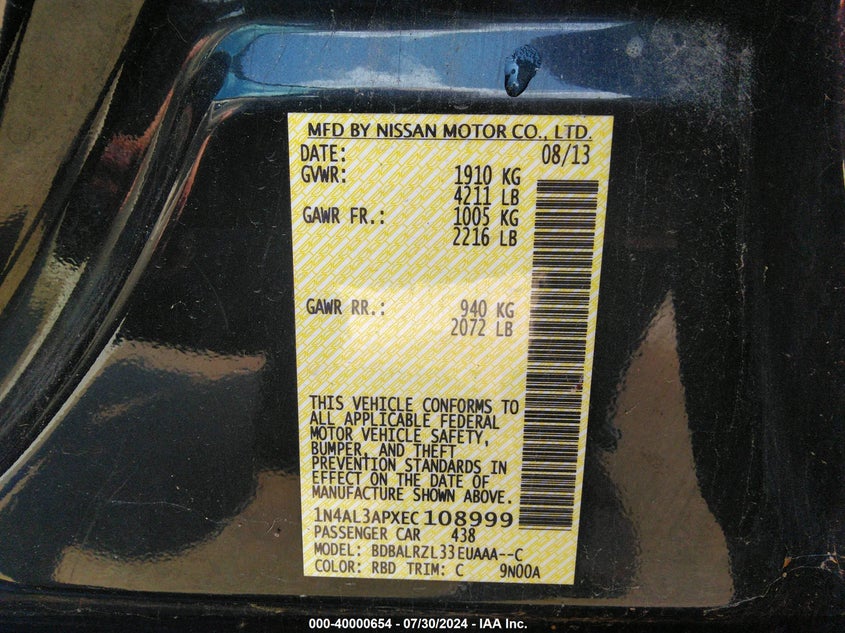 MFD BY NISSAN MOTOR CO., LTD.
DATE: 08/13
GVWR: 1910 KG
4211 LB
GAWR FR.: 1005 KG
2216 LB
GAWR RR.: 940 KG
2072 LB
THIS VEHICLE CONFORMS TO
ALL APPLICABLE FEDERAL
MOTOR VEHICLE SAFETY,
BUMPER, AND THEFT
PREVENTION STANDARDS IN
EFFECT ON THE DATE OF
MANUFACTURE SHOWN ABOVE.
1N4AL3APXEC108999
PASSENGER CAR 438
MODEL: BDBALRZL33EUAAA--C
COLOR: RBD TRIM: C 9N00A
000-40000654 - 07/30/2024 - IAA Inc.